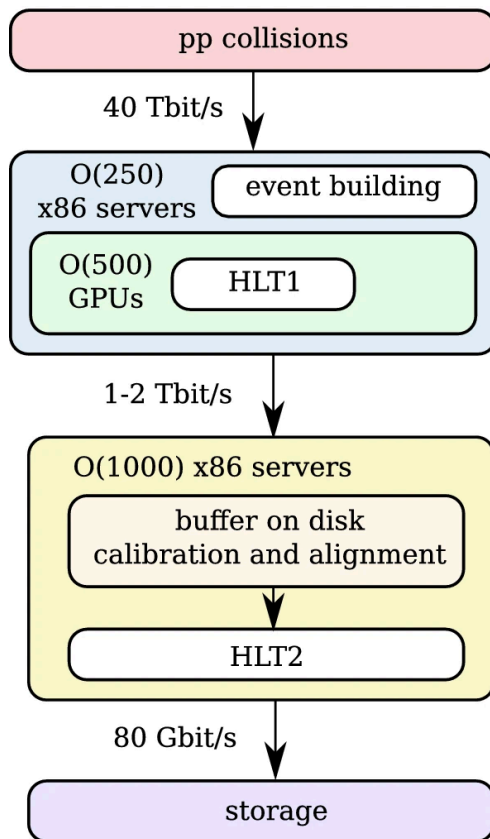 pp collisions
40 Tbit/s
O(250)
x86 servers
event building
O(500)
GPUs
HLT1
1-2 Tbit/s
O(1000) x86 servers
buffer on disk
calibration and alignment
HLT2
80 Gbit/s
storage